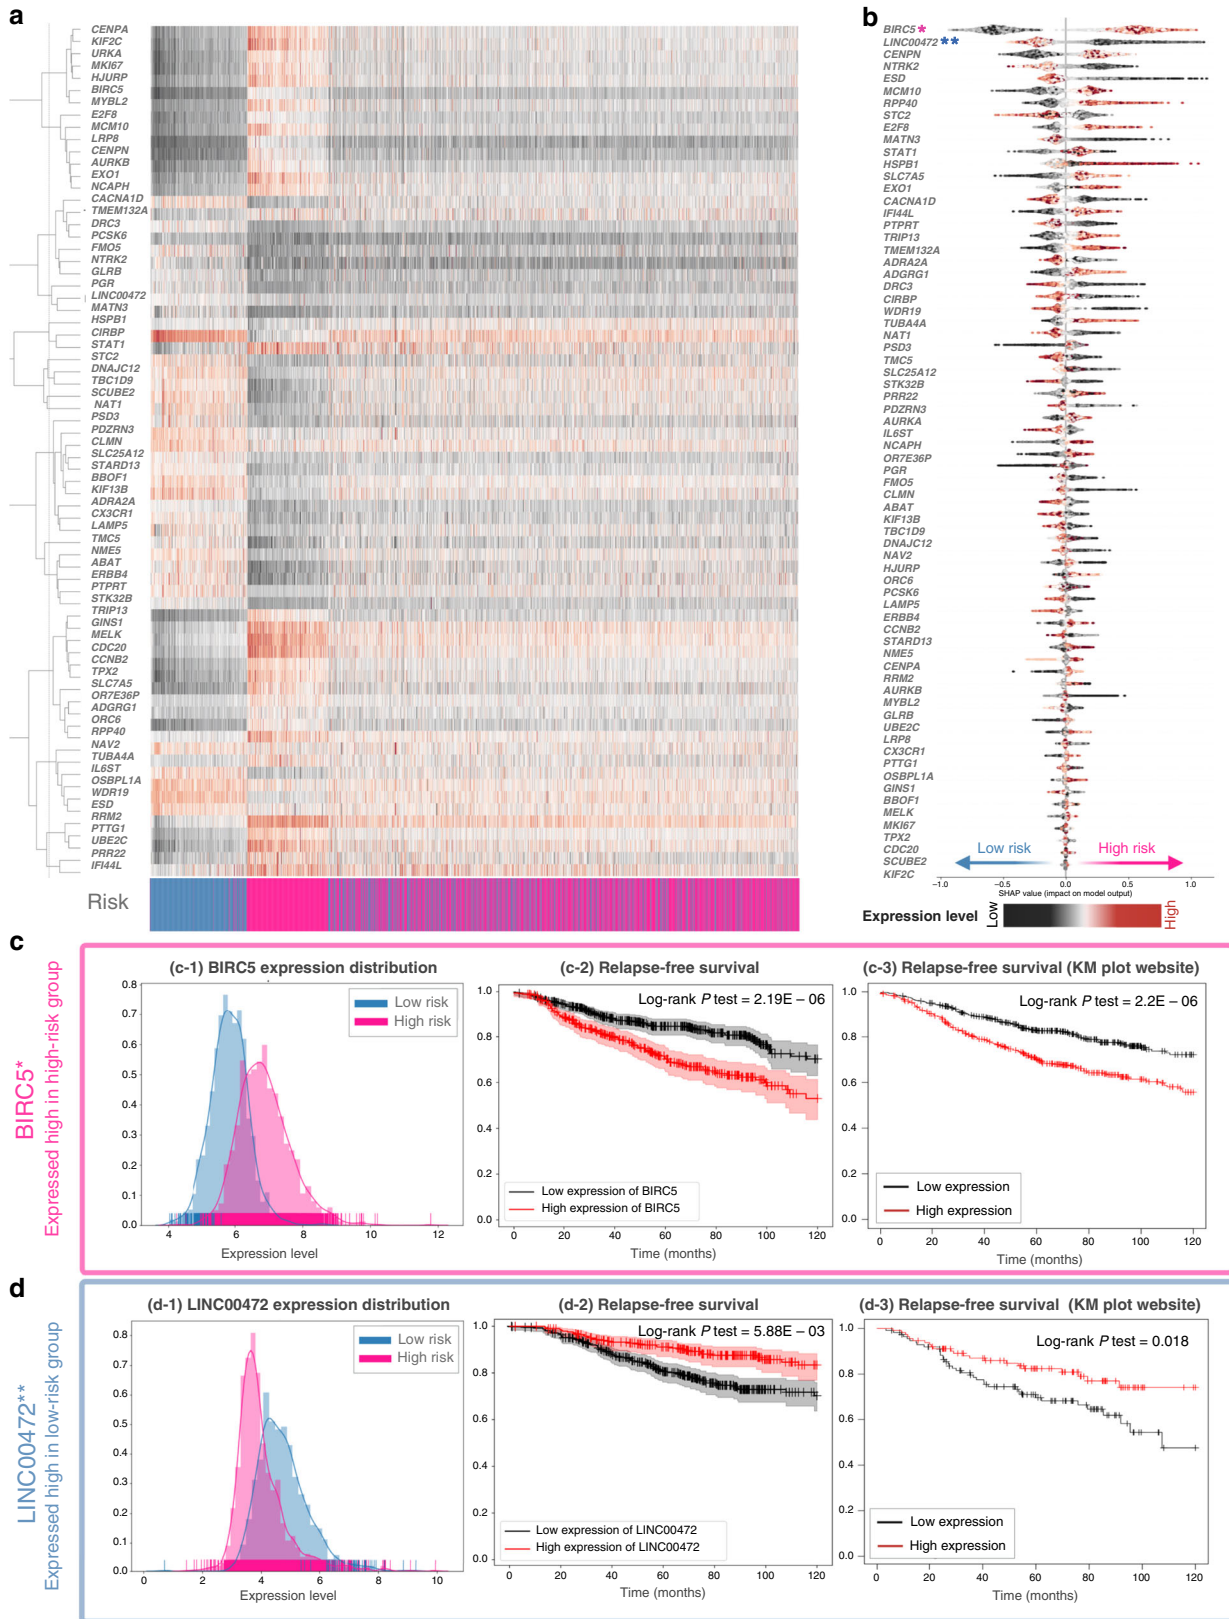 a
CENPA
KIF2C
URKA
MKI67
HJURP
BIRC5
MYBL2
E2F8
MCM10
LRP8
CENPN
AURKB
EXO1
NCAPH
CACNA1D
TMEM132A
DRC3
PCSK6
FMO5
NTRK2
GLRB
PGR
LINC00472
MATN3
HSPB1
CIRBP
STAT1
STC2
DNAJC12
TBC1D9
SCUBE2
NAT1
PSD3
PDZRN3
CLMN
SLC25A12
STARD13
BBOF1
KIF13B
ADRA2A
CX3CR1
LAMP5
TMC5
NME5
ABAT
ERBB4
PTPRT
STK32B
TRIP13
GINS1
MELK
CDC20
CCNB2
TPX2
SLC7A5
OR7E36P
ADGRG1
ORC6
RPP40
NAV2
TUBA4A
IL6ST
OSBPL1A
WDR19
ESD
RRM2
PTTG1
UBE2C
PRR22
IFI44L
Risk
b
BIRC5*
LINC00472**
CENPN
NTRK2
ESD
MCM10
RPP40
STC2
E2F8
MATN3
STAT1
HSPB1
SLC7A5
EXO1
CACNA1D
IFI44L
PTPRT
TRIP13
TMEM132A
ADRA2A
ADGRG1
DRC3
CIRBP
WDR19
TUBA4A
NAT1
PSD3
TMC5
SLC25A12
STK32B
PRR22
PDZRN3
AURKA
IL6ST
NCAPH
OR7E36P
PGR
FMO5
CLMN
ABAT
KIF13B
TBC1D9
DNAJC12
NAV2
HJURP
ORC6
PCSK6
LAMP5
ERBB4
CCNB2
STARD13
NME5
CENPA
RRM2
AURKB
MYBL2
GLRB
UBE2C
LRP8
CX3CR1
PTTG1
OSBPL1A
GINS1
BBOF1
MELK
MKI67
TPX2
CDC20
SCUBE2
KIF2C
Low risk High risk
−1.0 −0.5 0.0 0.5 1.0
SHAP value (impact on model output)
Expression level Low High
c
BIRC5*
Expressed high in high-risk group
(c-1) BIRC5 expression distribution
Low risk
High risk
0.8
0.7
0.6
0.5
0.4
0.3
0.2
0.1
0.0
4 6 8 10 12
Expression level
(c-2) Relapse-free survival
Log-rank P test = 2.19E − 06
1.0
0.8
0.6
0.4
0.2
0.0
Low expression of BIRC5
High expression of BIRC5
0 20 40 60 80 100 120
Time (months)
(c-3) Relapse-free survival (KM plot website)
Log-rank P test = 2.2E − 06
1.0
0.8
0.6
0.4
0.2
0.0
Low expression
High expression
0 20 40 60 80 100 120
Time (months)
d
LINC00472**
Expressed high in low-risk group
(d-1) LINC00472 expression distribution
Low risk
High risk
0.8
0.7
0.6
0.5
0.4
0.3
0.2
0.1
0.0
0 2 4 6 8 10
Expression level
(d-2) Relapse-free survival
Log-rank P test = 5.88E − 03
1.0
0.8
0.6
0.4
0.2
0.0
Low expression of LINC00472
High expression of LINC00472
0 20 40 60 80 100 120
Time (months)
(d-3) Relapse-free survival (KM plot website)
Log-rank P test = 0.018
1.0
0.8
0.6
0.4
0.2
0.0
Low expression
High expression
0 20 40 60 80 100 120
Time (months)